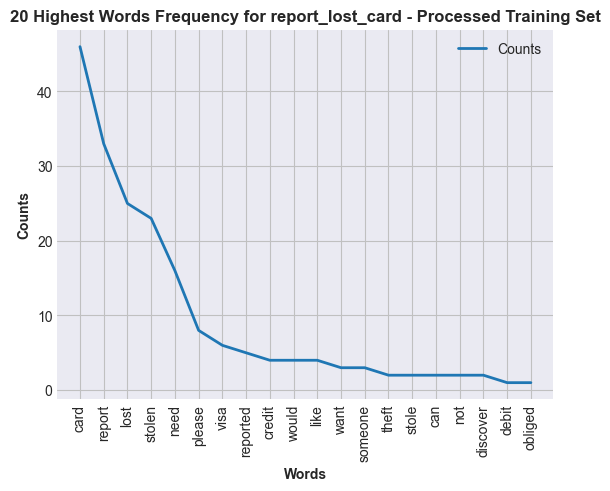 20 Highest Words Frequency for report_lost_card - Processed Training Set
Counts
40
30
20
10
0
Counts
card
report
lost
stolen
need
please
visa
reported
credit
would
like
want
someone
theft
stole
can
not
discover
debit
obliged
Words